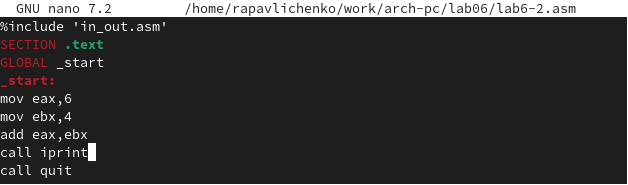 GNU nano 7.2 /home/rapavlichenko/work/arch-pc/lab06/lab6-2.asm
%include 'in_out.asm'
SECTION .text
GLOBAL _start
_start:
mov eax,6
mov ebx,4
add eax,ebx
call iprint
call quit